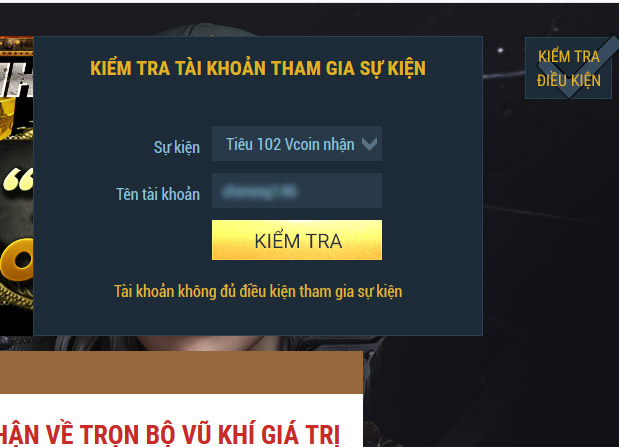 KIỂM TRA TÀI KHOẢN THAM GIA SỰ KIỆN
KIỂM TRA
ĐIỀU KIỆN
Sự kiện
Tiêu 102 Vcoin nhận
Tên tài khoản
KIỂM TRA
Tài khoản không đủ điều kiện tham gia sự kiện
NHẬN VỀ TRỌN BỘ VŨ KHÍ GIÁ TRỊ